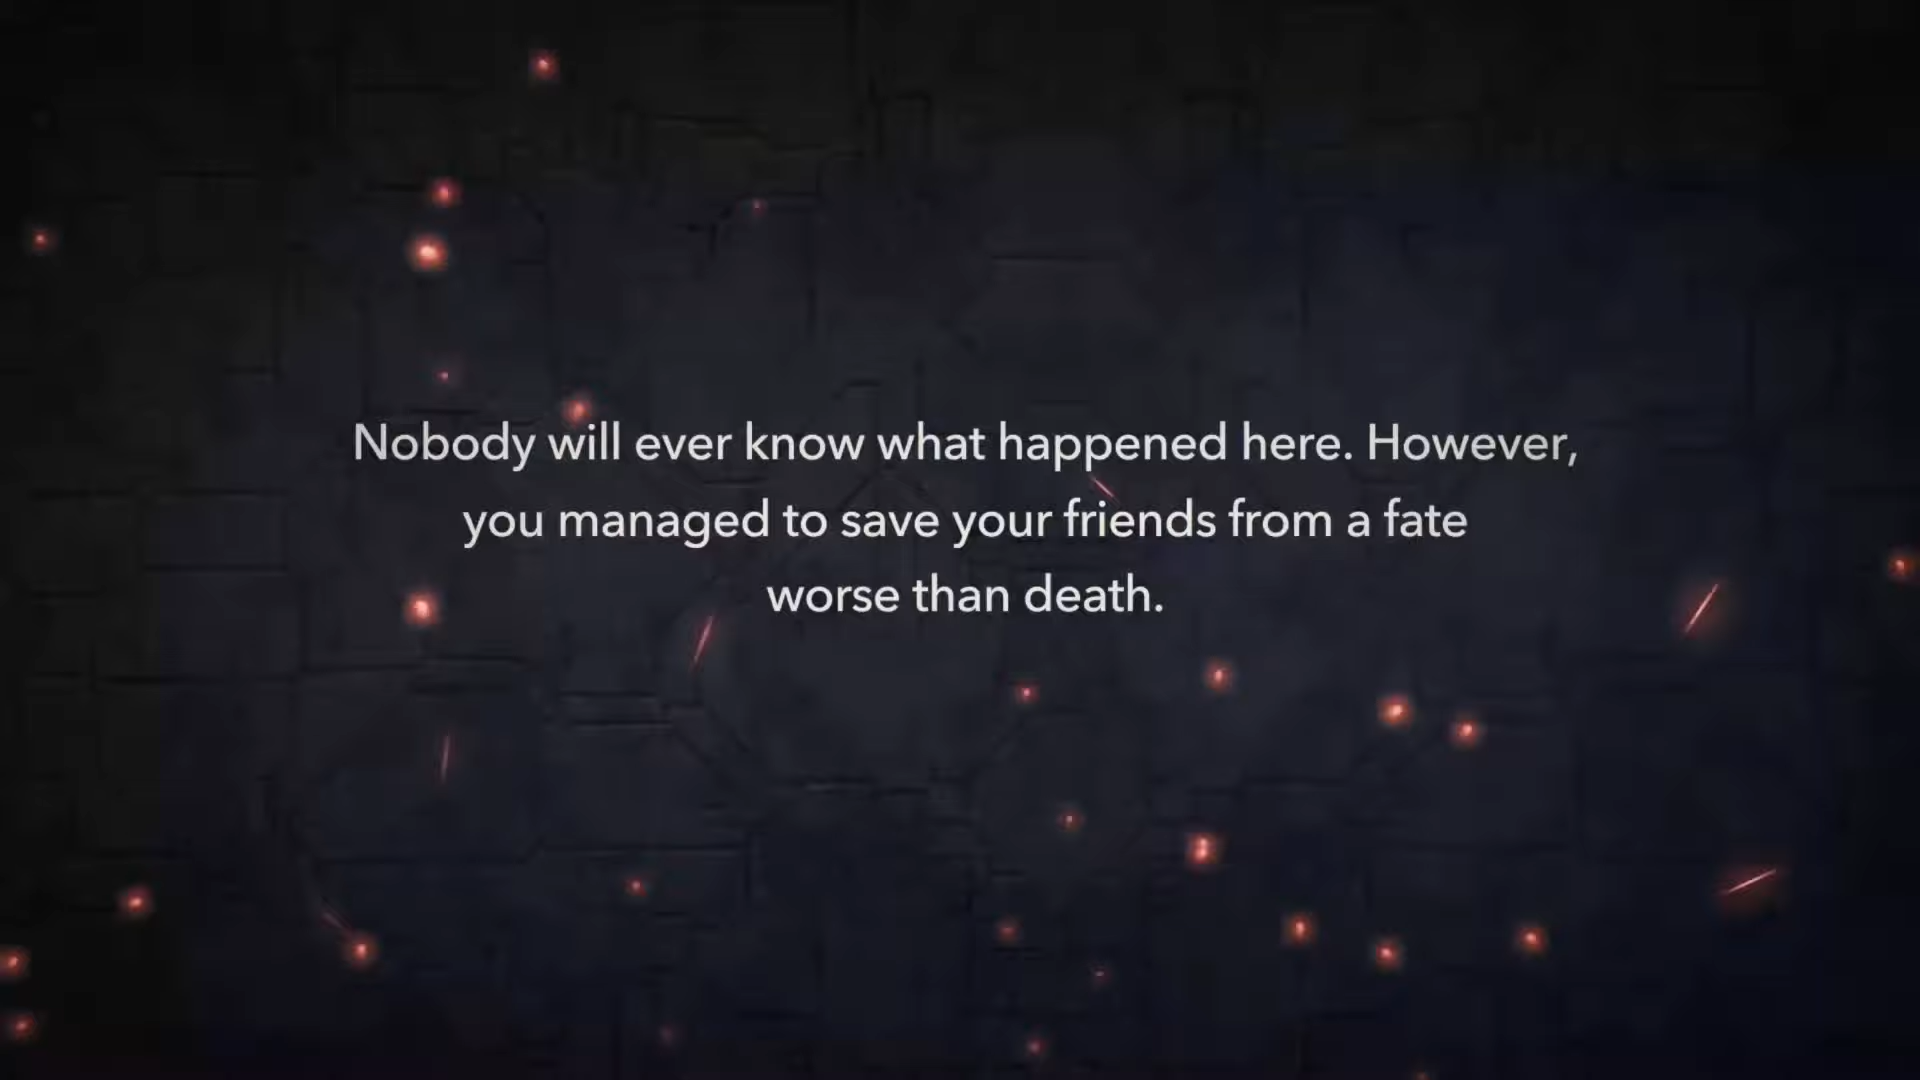 Nobody will ever know what happened here. However,
you managed to save your friends from a fate
worse than death.